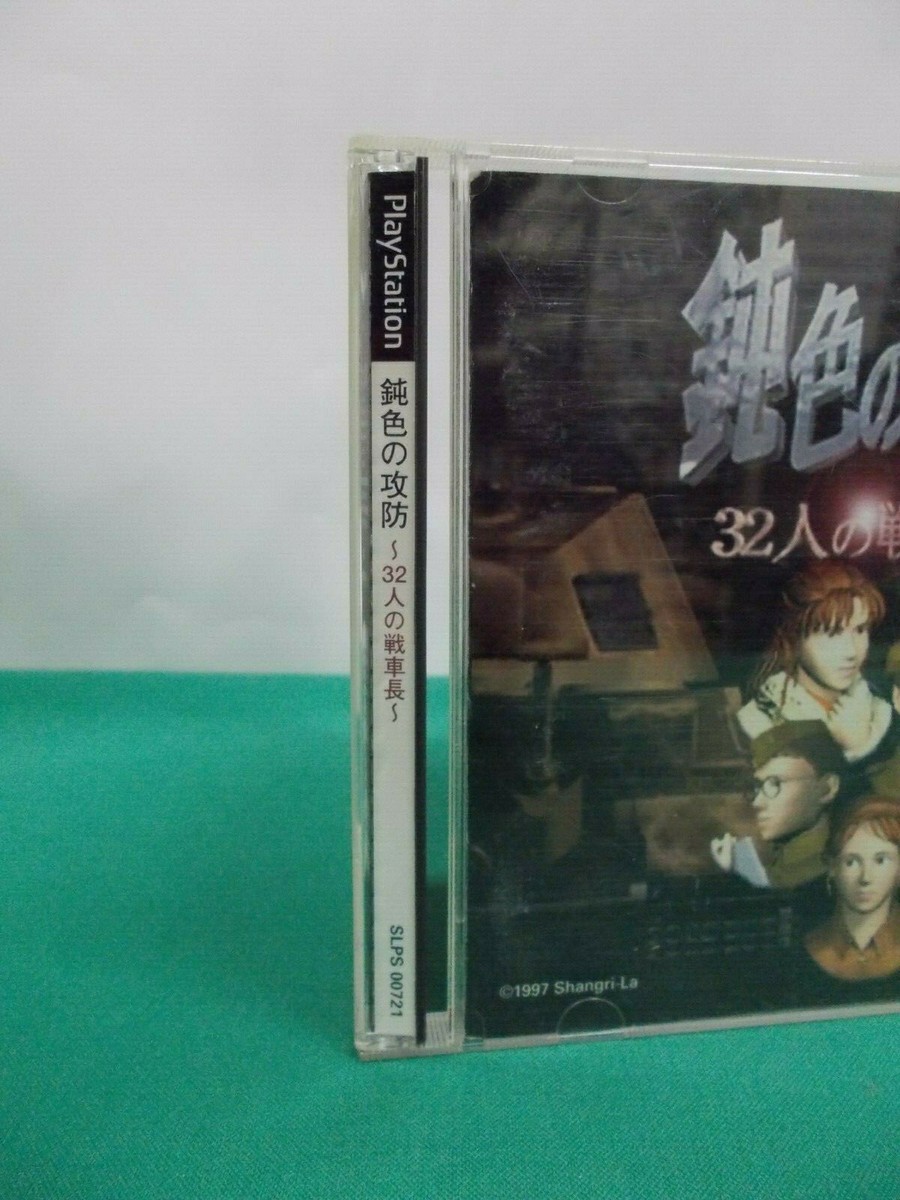 PlayStation
鈍色の攻防
~32人の戦車長~
SLPS 00721
鈍色の
32人の戦
©1997 Shangri-La